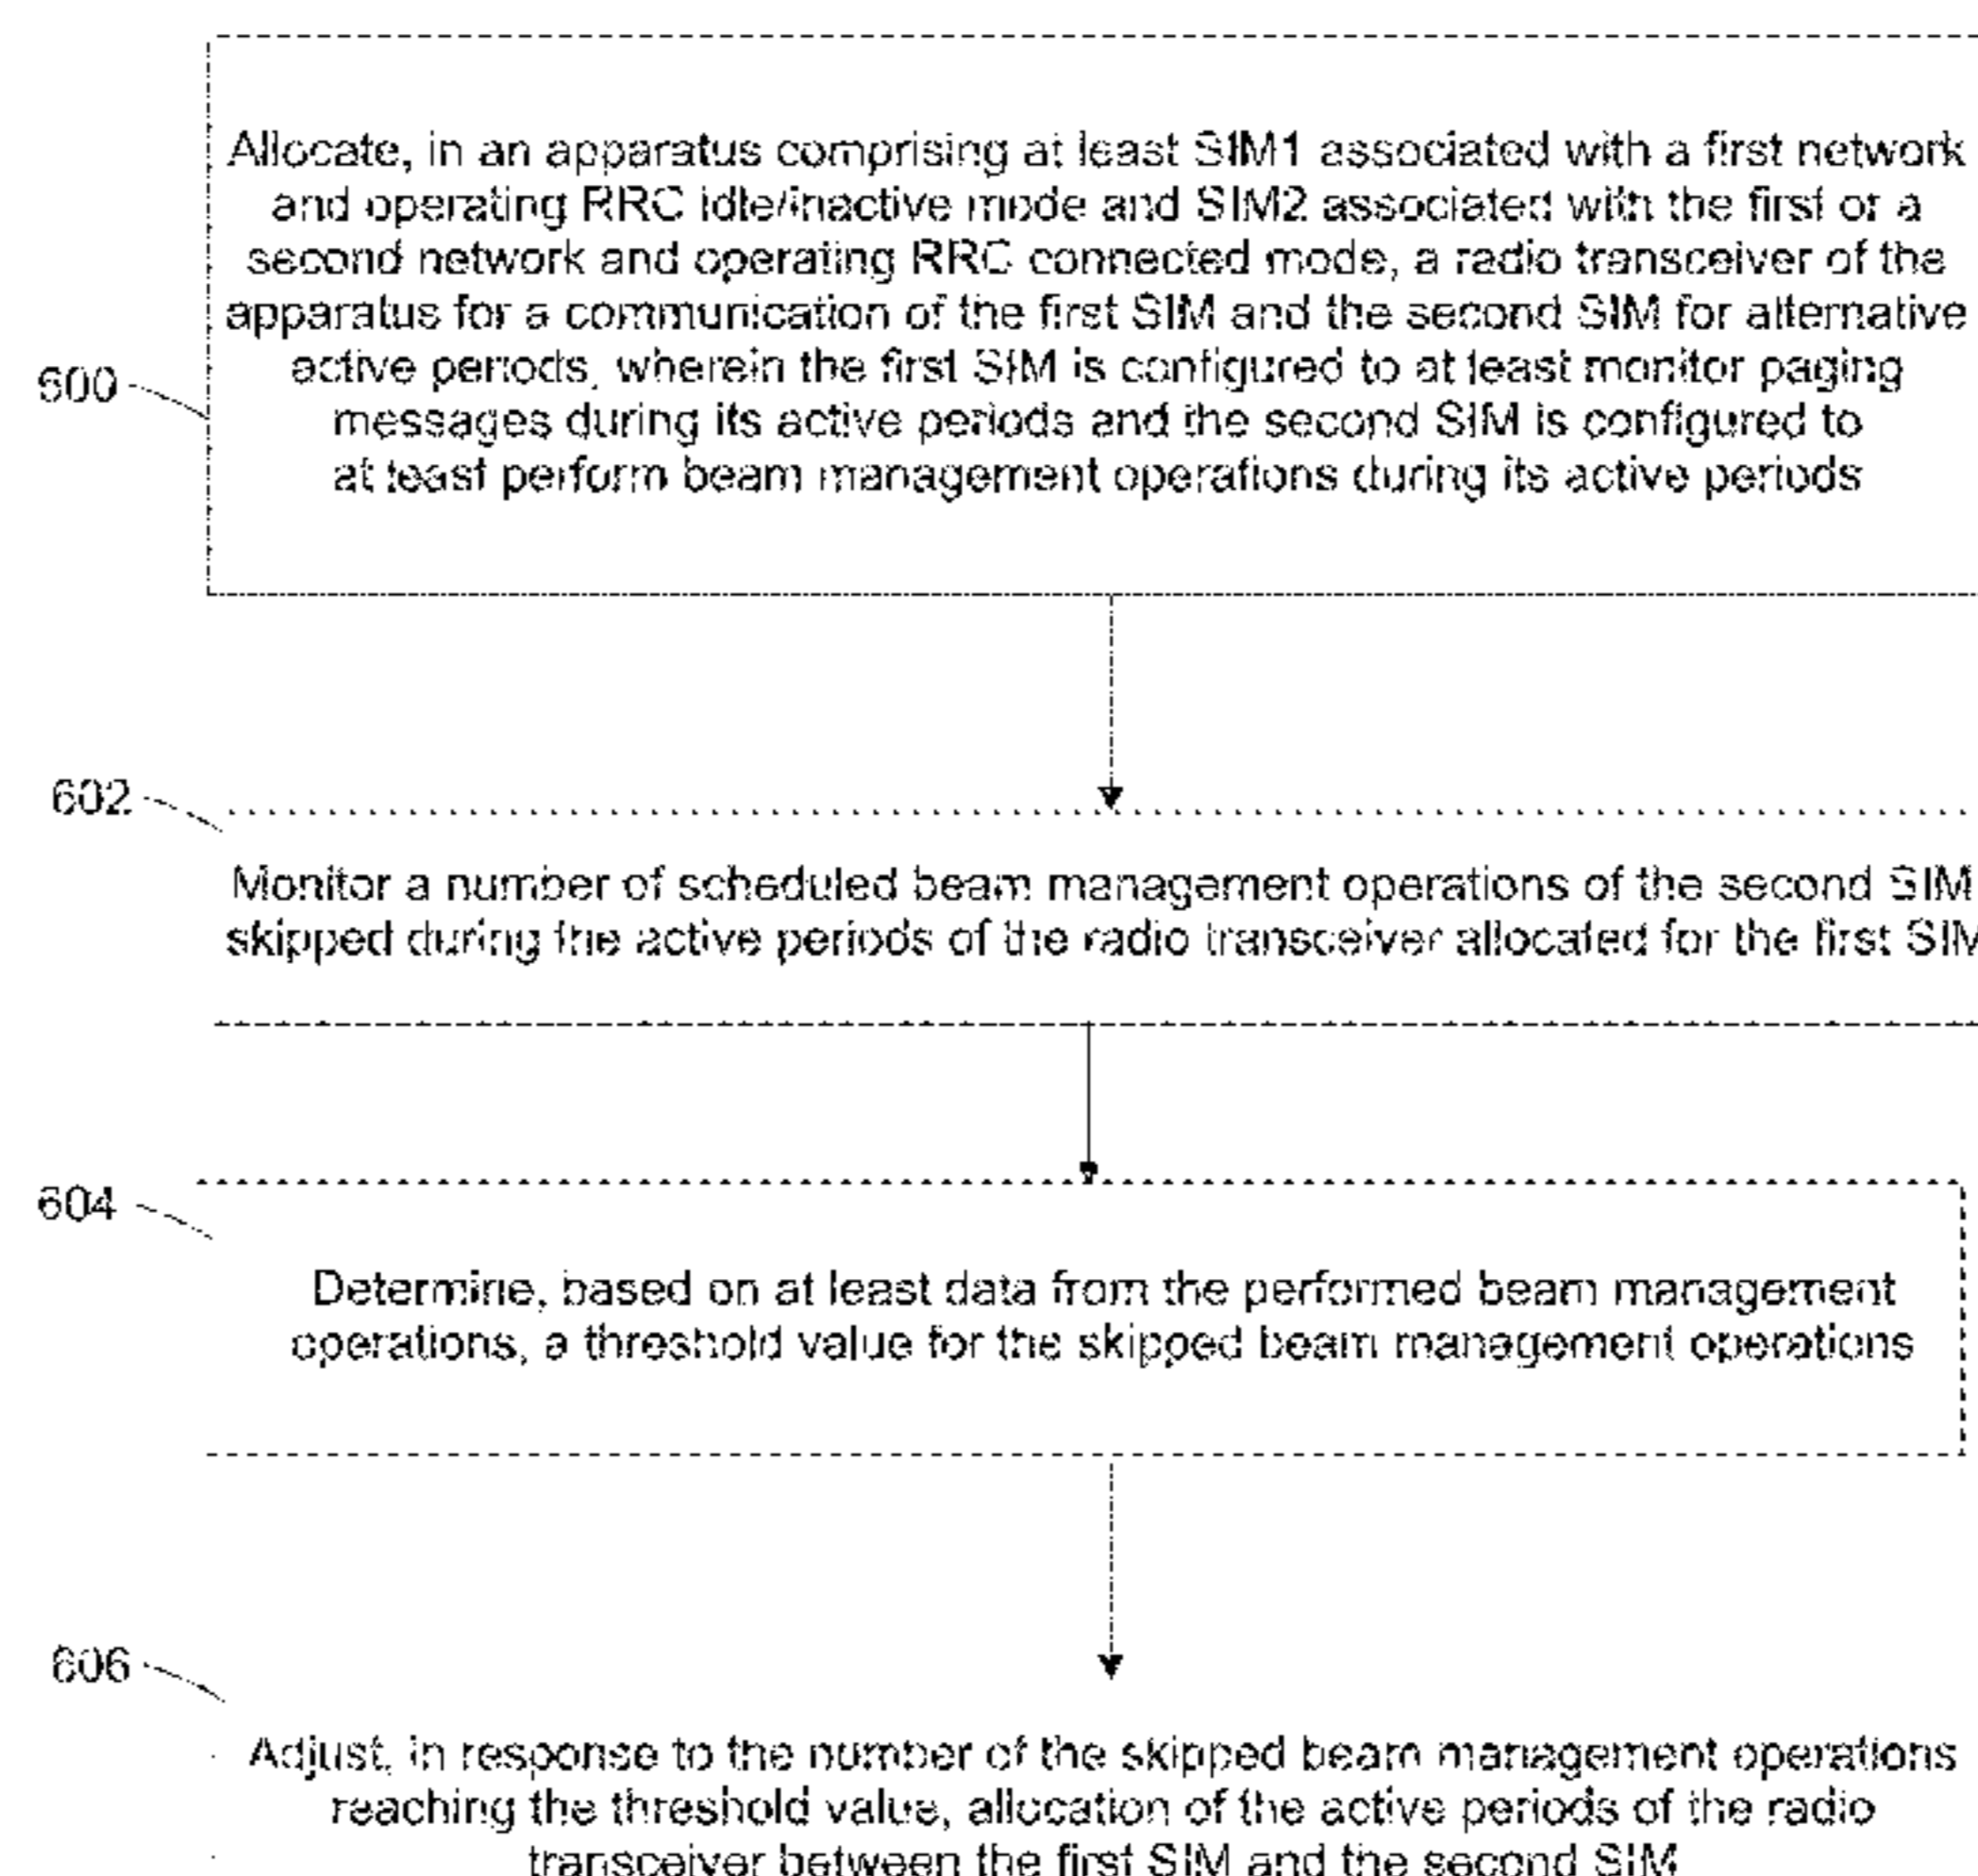 Allocate, in an apparatus comprising at least SIM1 associated with a first network
and operating RRC idle/inactive mode and SIM2 associated with the first or a
second network and operating RRC connected mode, a radio transceiver of the
apparatus for a communication of the first SIM and the second SIM for alternative
active periods, wherein the first SIM is configured to at least monitor paging
messages during its active periods and the second SIM is configured to
at least perform beam management operations during its active periods
600
602
Monitor a number of scheduled beam management operations of the second SIM
skipped during the active periods of the radio transceiver allocated for the first SIM
604
Determine, based on at least data from the performed beam management
operations, a threshold value for the skipped beam management operations
606
Adjust, in response to the number of the skipped beam management operations
reaching the threshold value, allocation of the active periods of the radio
transceiver between the first SIM and the second SIM